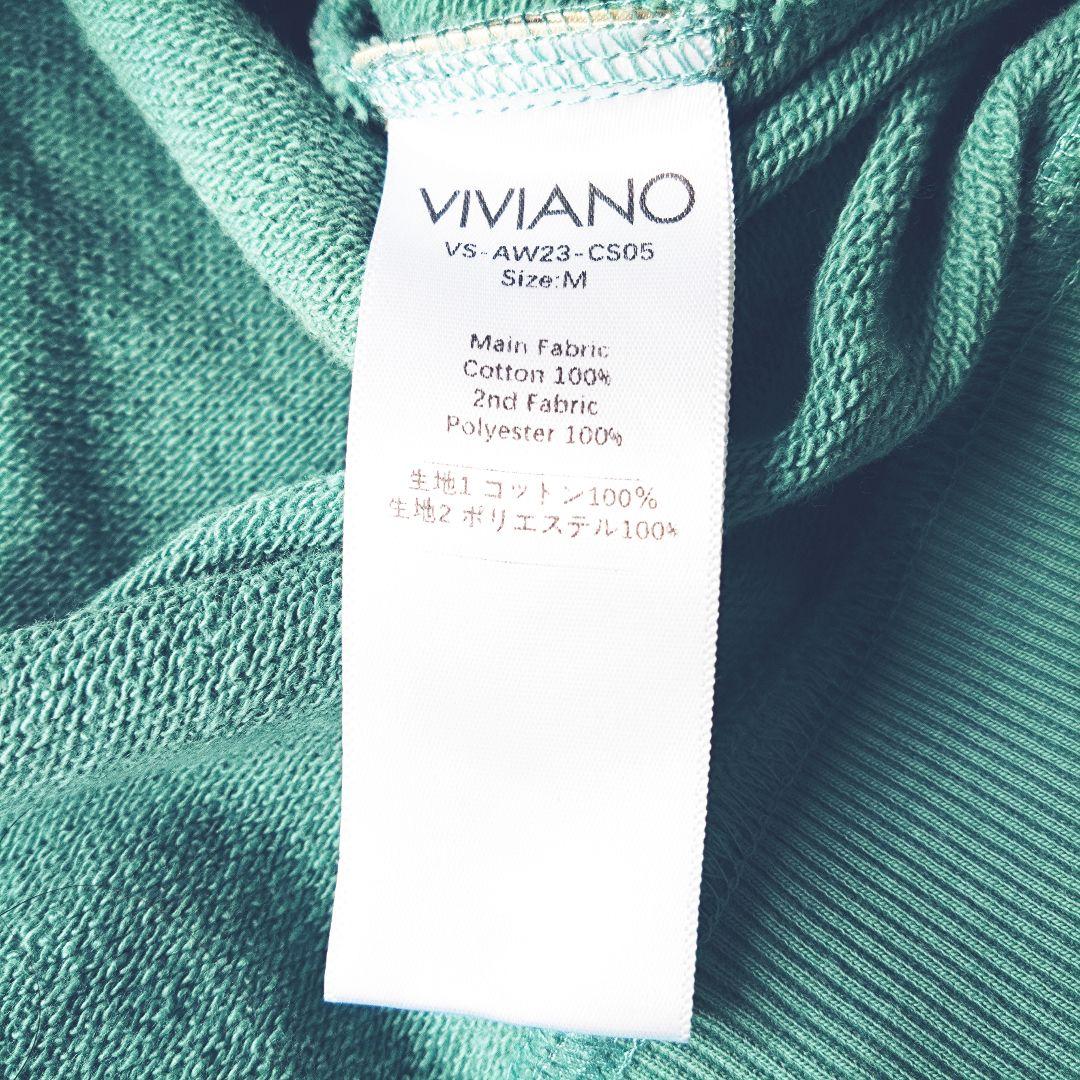 VIVIANO
VS-AW23-CS05
Size:M
Main Fabric
Cotton 100%
2nd Fabric
Polyester 100%
生地1 コットン100%
生地2 ポリエステル100%